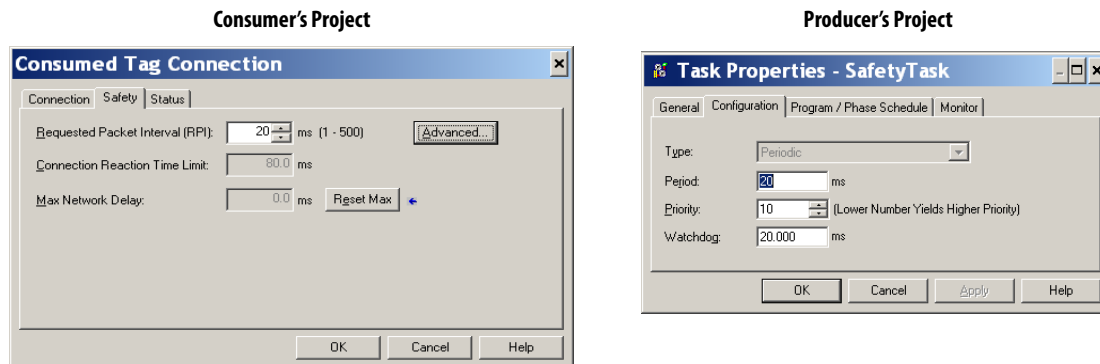 Consumer's Project
Consumed Tag Connection
Connection Safety Status
Requested Packet Interval (RPI): 20 ms (1 - 500) Advanced...
Connection Reaction Time Limit: 80.0 ms
Max Network Delay: 0.0 ms Reset Max
OK Cancel Help
Producer's Project
Task Properties - SafetyTask
General Configuration Program / Phase Schedule Monitor
Type: Periodic
Period: 20 ms
Priority: 10 (Lower Number Yields Higher Priority)
Watchdog: 20.000 ms
OK Cancel Apply Help